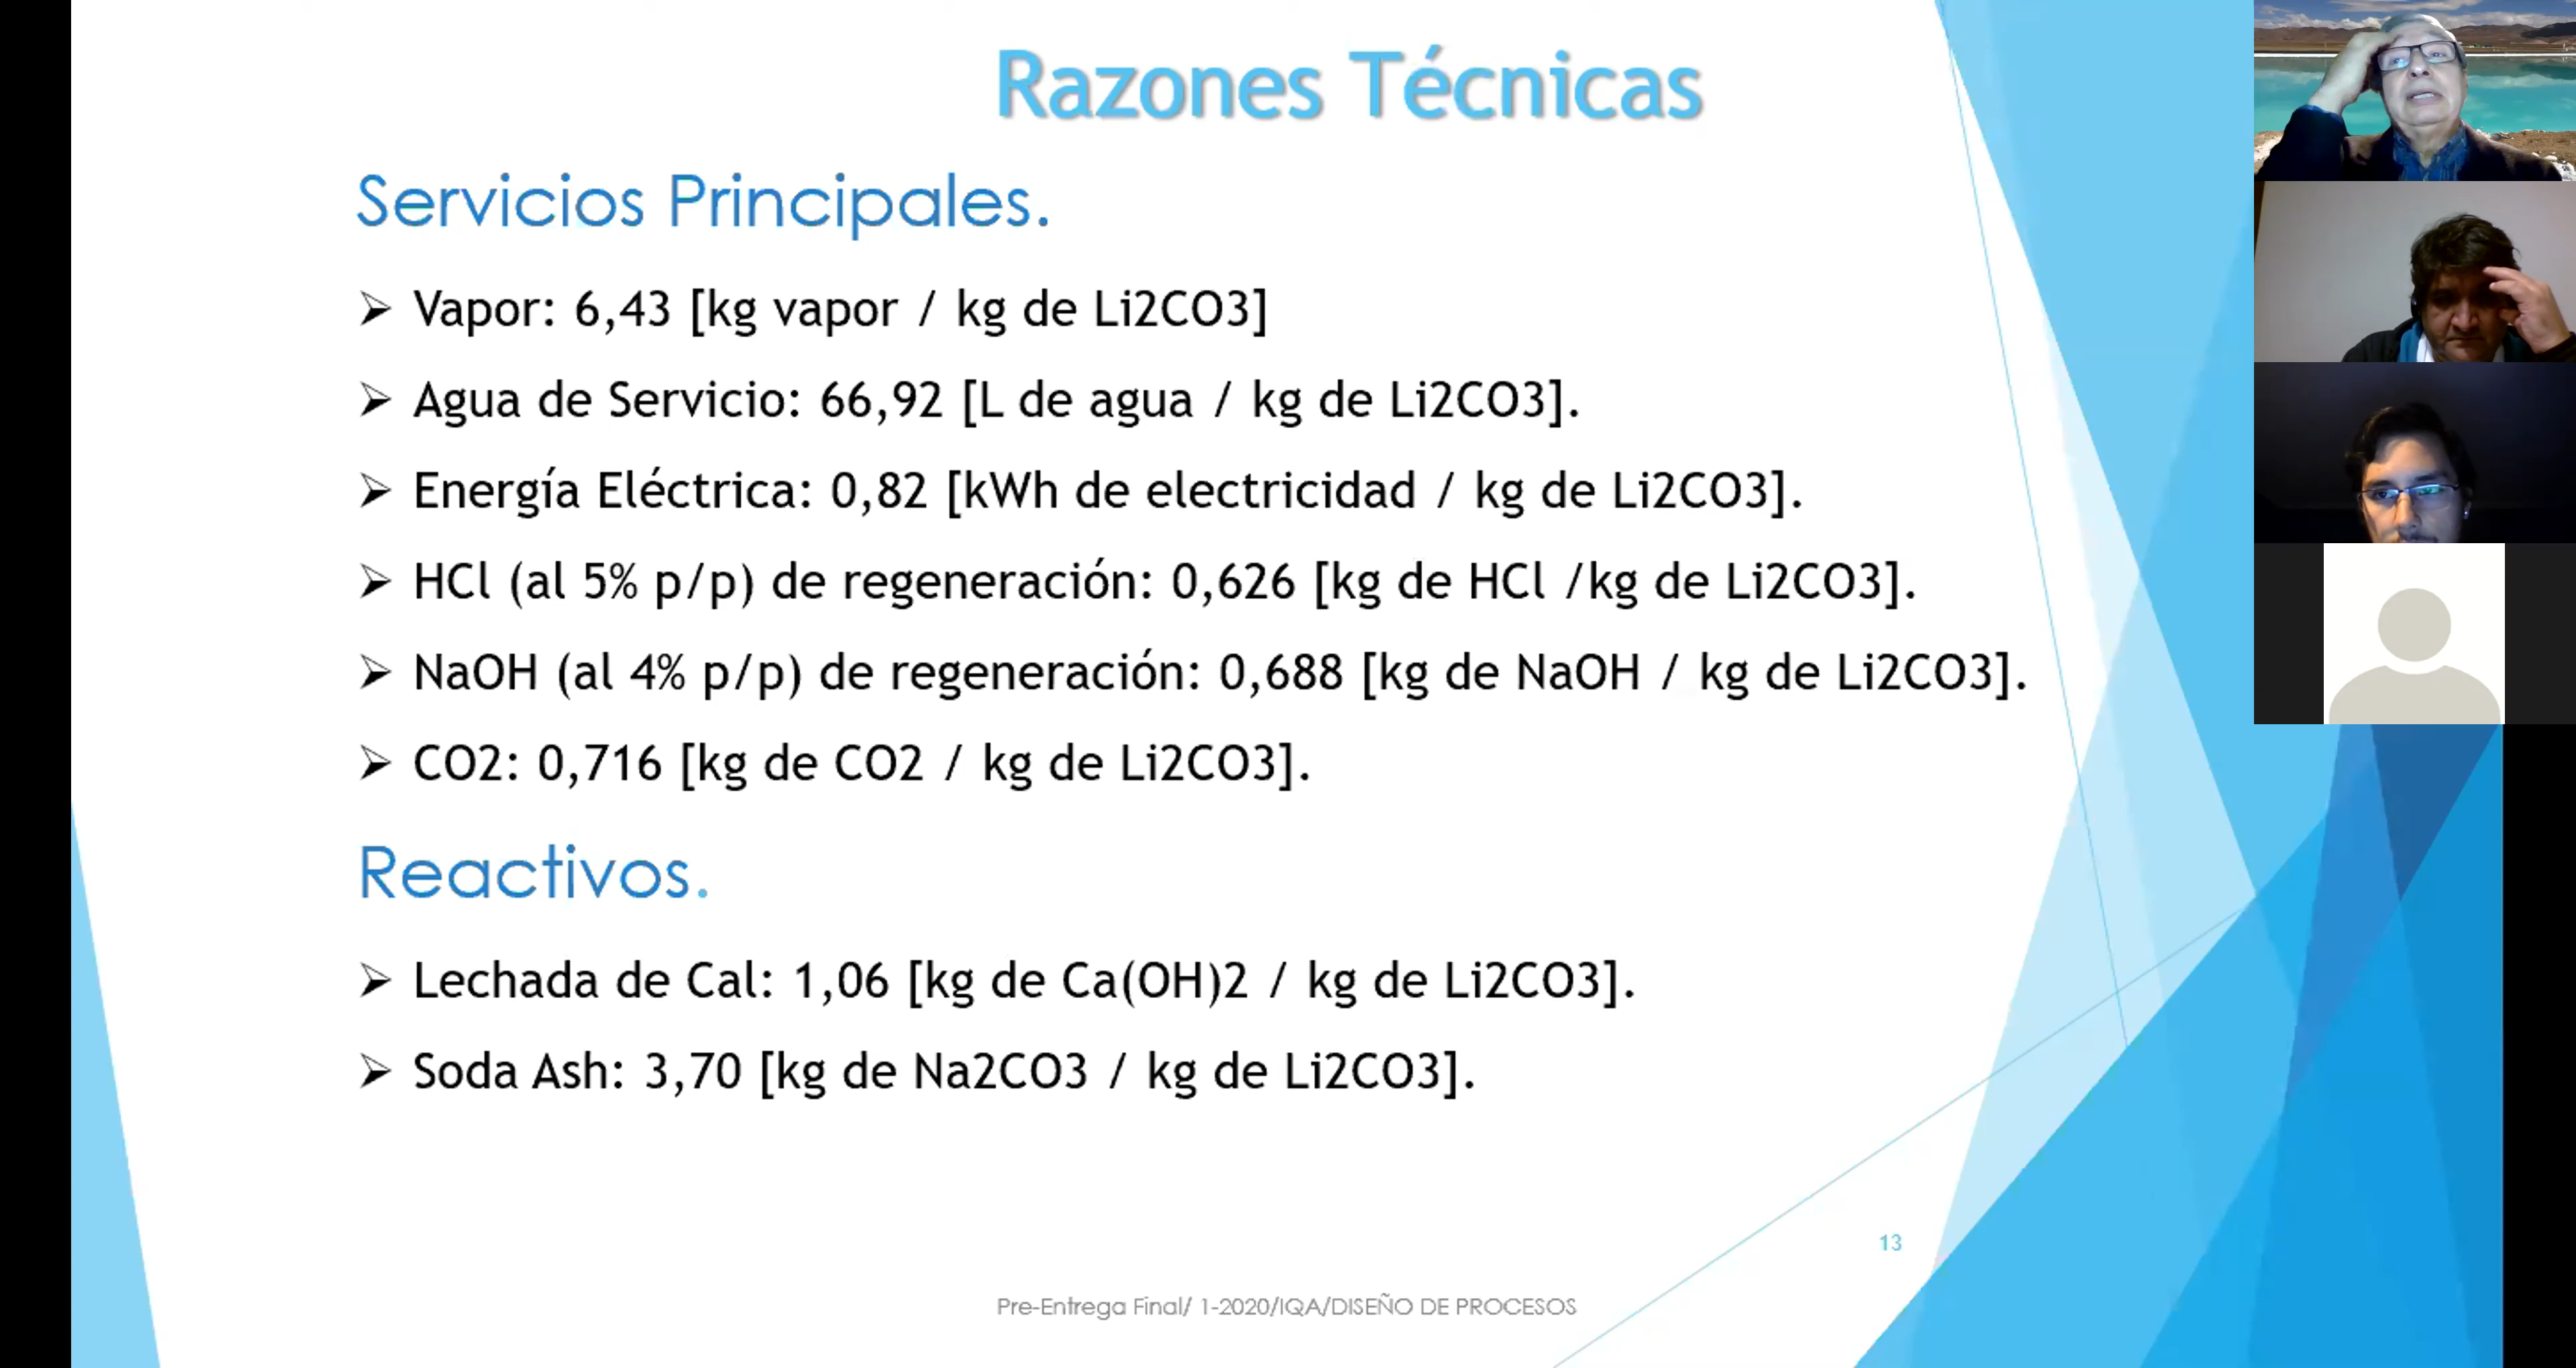 Razones Técnicas
Servicios Principales.
Vapor: 6,43 [kg vapor / kg de Li2CO3]
Agua de Servicio: 66,92 [L de agua / kg de Li2CO3].
Energía Eléctrica: 0,82 [kWh de electricidad / kg de Li2CO3].
HCl (al 5% p/p) de regeneración: 0,626 [kg de HCl /kg de Li2CO3].
NaOH (al 4% p/p) de regeneración: 0,688 [kg de NaOH / kg de Li2CO3].
CO2: 0,716 [kg de CO2 / kg de Li2CO3].
Reactivos.
Lechada de Cal: 1,06 [kg de Ca(OH)2 / kg de Li2CO3].
Soda Ash: 3,70 [kg de Na2CO3 / kg de Li2CO3].
13
Pre-Entrega Final/ 1-2020/IQA/DISEÑO DE PROCESOS